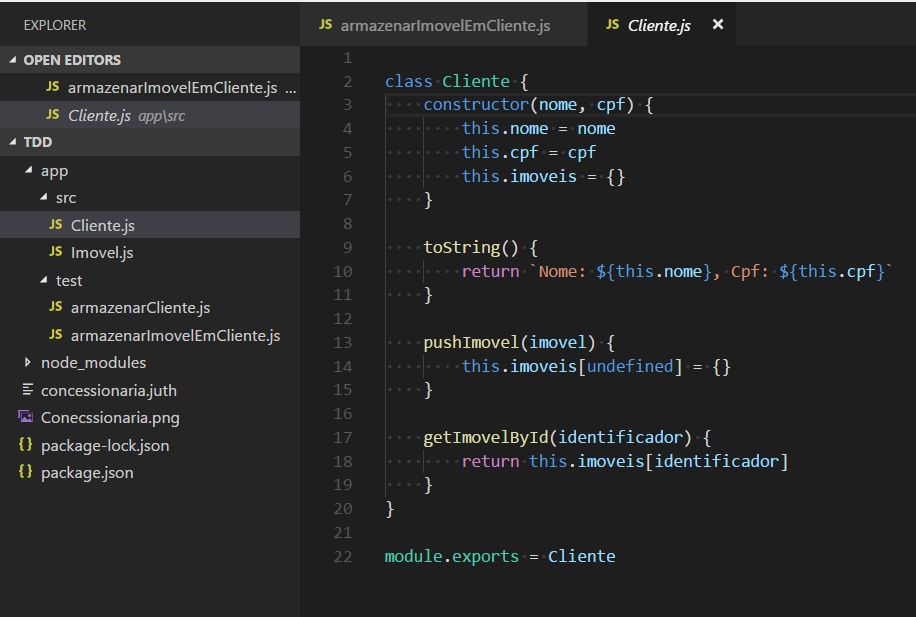 EXPLORER
OPEN EDITORS
JS armazenarImovelEmCliente.js ...
JS Cliente.js app\src
TDD
app
src
JS Cliente.js
JS Imovel.js
test
JS armazenarCliente.js
JS armazenarImovelEmCliente.js
node_modules
concessionaria.juth
Conecssionaria.png
{} package-lock.json
{} package.json
JS armazenarImovelEmCliente.js JS Cliente.js ×
1
2 class Cliente {
3     constructor(nome, cpf) {
4         this.nome = nome
5         this.cpf = cpf
6         this.imoveis = {}
7     }
8
9     toString() {
10         return `Nome: ${this.nome}, Cpf: ${this.cpf}`
11     }
12
13     pushImovel(imovel) {
14         this.imoveis[undefined] = {}
15     }
16
17     getImovelById(identificador) {
18         return this.imoveis[identificador]
19     }
20 }
21
22 module.exports = Cliente